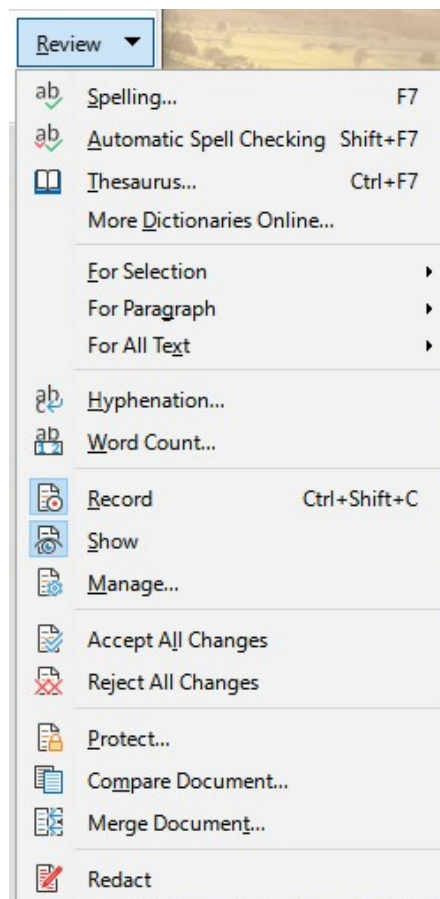 Review
Spelling... F7
Automatic Spell Checking Shift+F7
Thesaurus... Ctrl+F7
More Dictionaries Online...
For Selection
For Paragraph
For All Text
Hyphenation...
Word Count...
Record Ctrl+Shift+C
Show
Manage...
Accept All Changes
Reject All Changes
Protect...
Compare Document...
Merge Document...
Redact